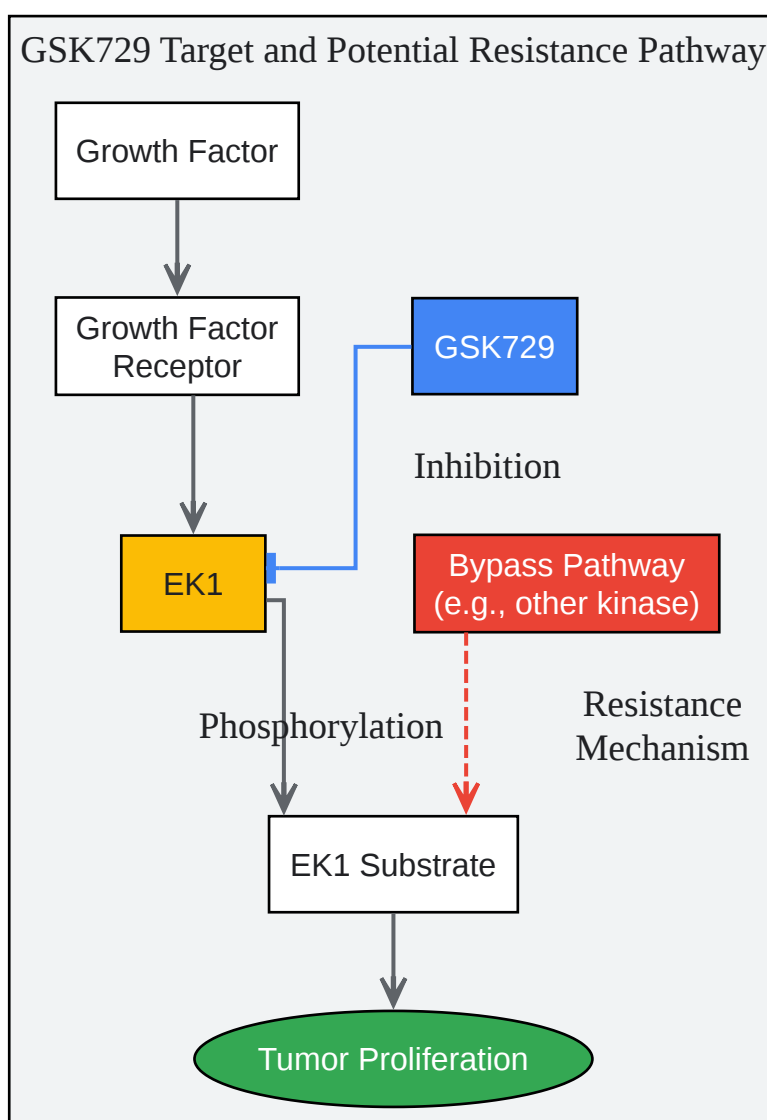 GSK729 Target and Potential Resistance Pathway
Growth Factor
Growth Factor
Receptor
GSK729
Inhibition
EK1
Bypass Pathway
(e.g., other kinase)
Phosphorylation
Resistance
Mechanism
EK1 Substrate
Tumor Proliferation